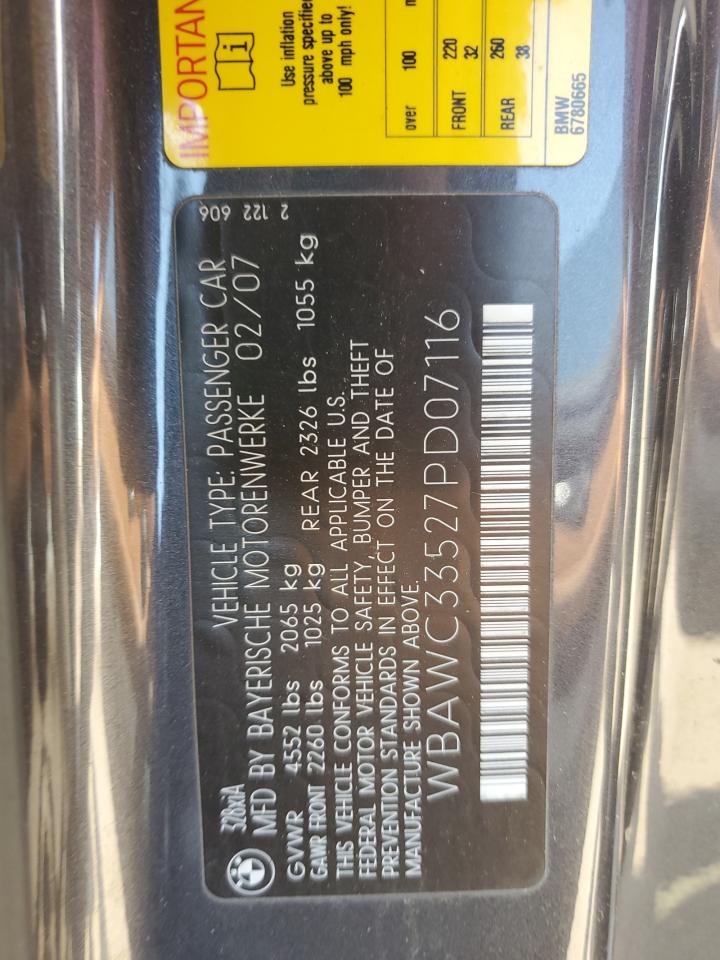 IMPORTAN
Use inflation
pressure specified
above up to
100 mph only!
over 100
FRONT 220
32
REAR 260
38
BMW
6780665
328xiA
VEHICLE TYPE: PASSENGER CAR
606 122 2
MFD BY BAYERISCHE MOTORENWERKE 02/07
GVWR 4552 lbs 2065 kg
GAWR FRONT 2260 lbs 1025 kg REAR 2326 lbs 1055 kg
THIS VEHICLE CONFORMS TO ALL APPLICABLE U.S.
FEDERAL MOTOR VEHICLE SAFETY, BUMPER AND THEFT
PREVENTION STANDARDS IN EFFECT ON THE DATE OF
MANUFACTURE SHOWN ABOVE.
WBAWC33527PD07116